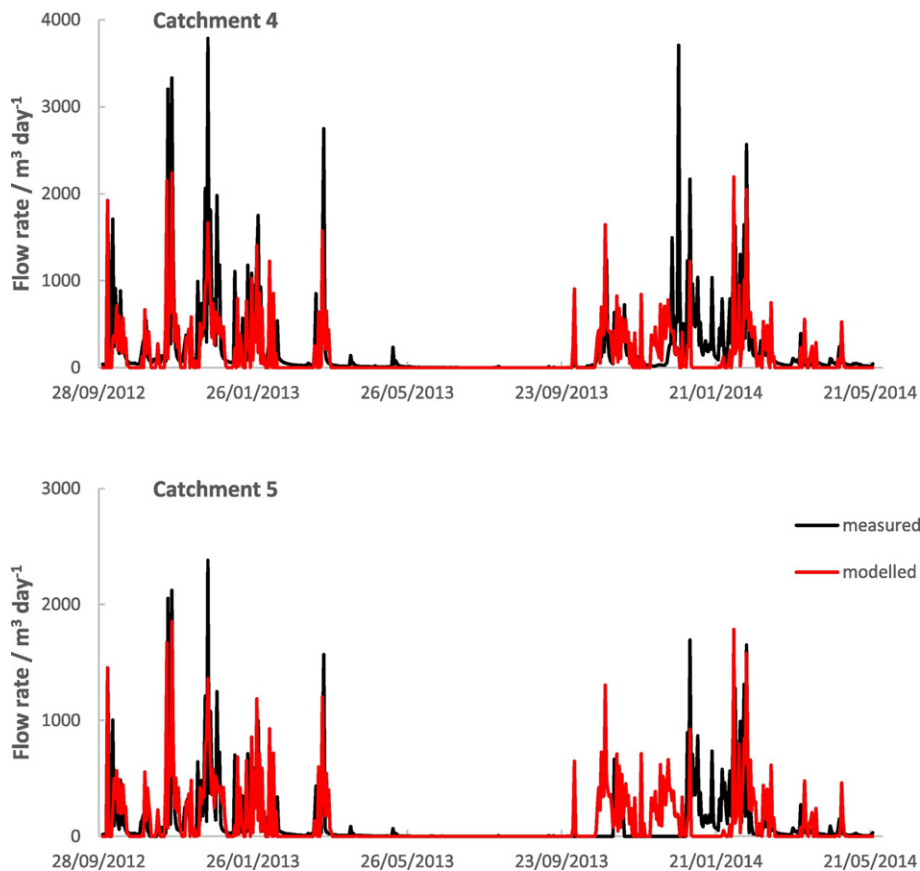 Catchment 4
Flow rate / m³ day⁻¹
4000
3000
2000
1000
0
28/09/2012 26/01/2013 26/05/2013 23/09/2013 21/01/2014 21/05/2014
Catchment 5
Flow rate / m³ day⁻¹
3000
2000
1000
0
measured
modelled
28/09/2012 26/01/2013 26/05/2013 23/09/2013 21/01/2014 21/05/2014